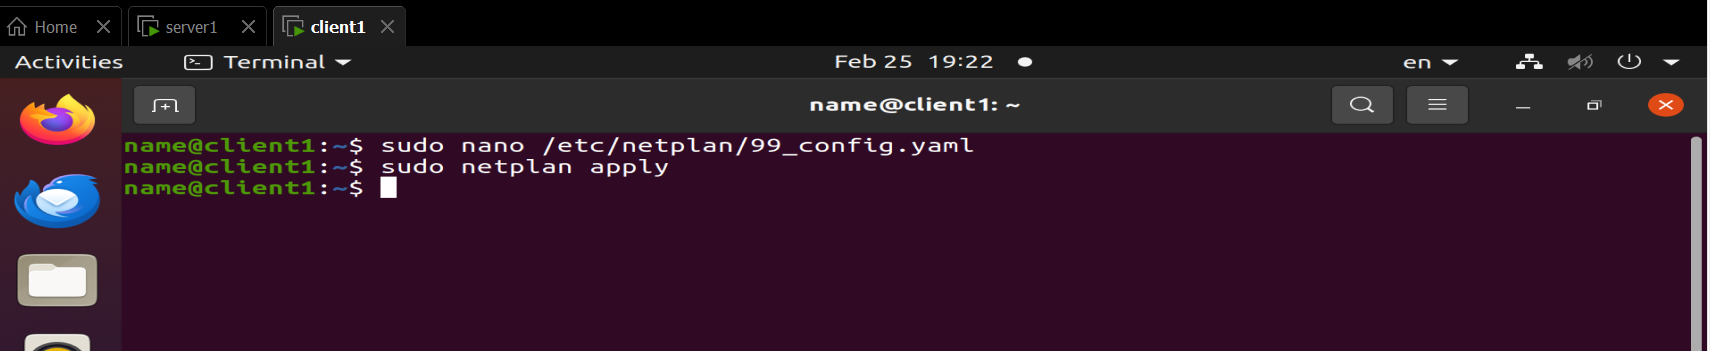 Home server1 client1
Activities Terminal Feb 25 19:22 en
name@client1: ~
name@client1:~$ sudo nano /etc/netplan/99_config.yaml
name@client1:~$ sudo netplan apply
name@client1:~$